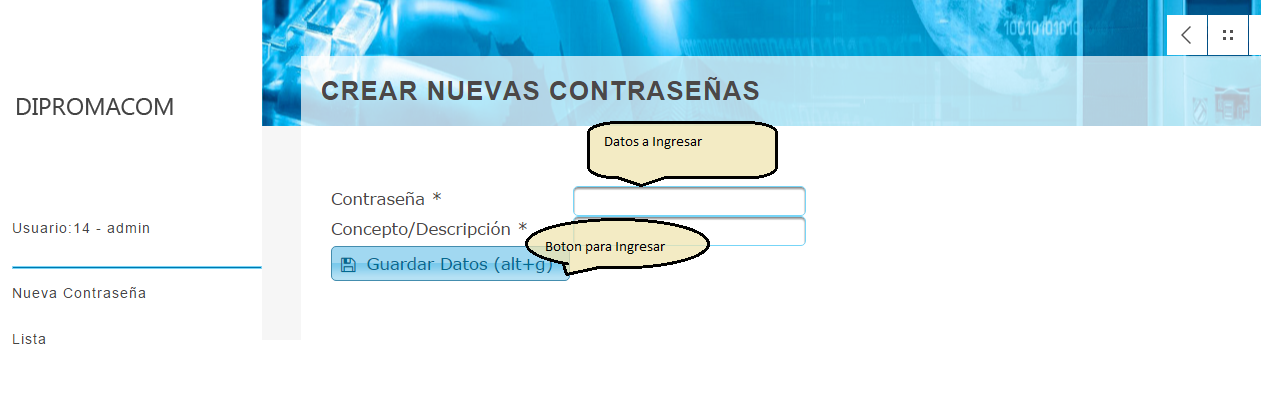 10010101010
CREAR NUEVAS CONTRASEÑAS
DIPROMACOM
Datos a Ingresar
Contraseña *
Usuario:14 - admin
Concepto/Descripción *
Boton para Ingresar
Guardar Datos (alt+g)
Nueva Contraseña
Lista